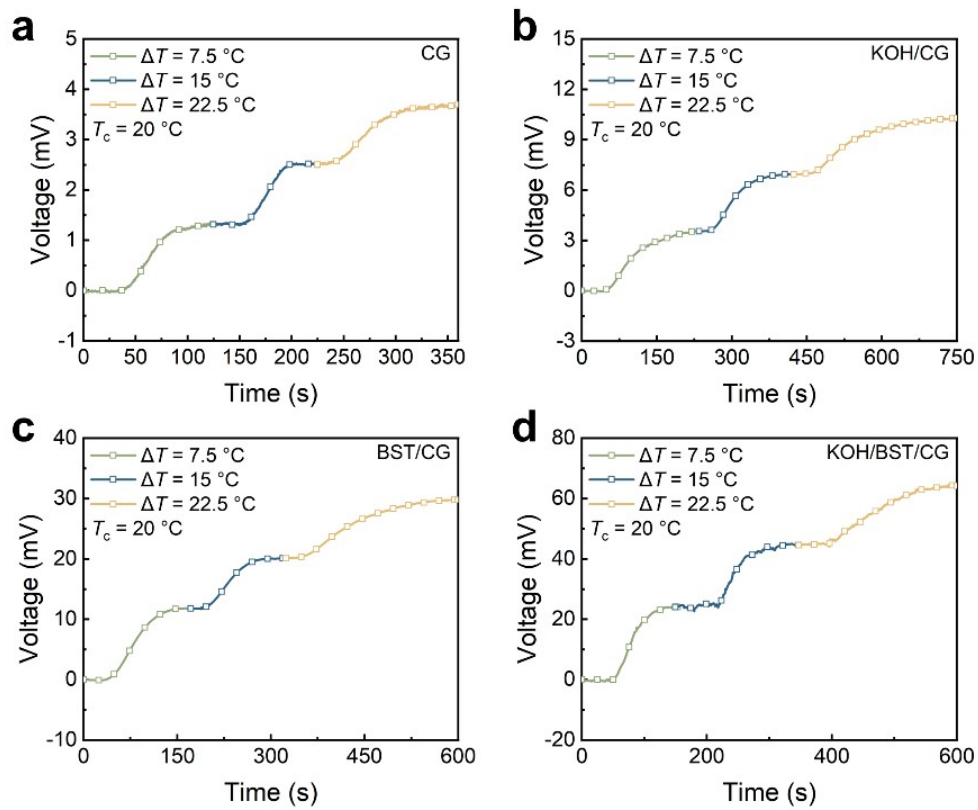 a
5
4
3
2
1
0
-1
ΔT = 7.5 °C
ΔT = 15 °C
ΔT = 22.5 °C
Tc = 20 °C
CG
Voltage (mV)
0 50 100 150 200 250 300 350
Time (s)
b
15
12
9
6
3
0
-3
ΔT = 7.5 °C
ΔT = 15 °C
ΔT = 22.5 °C
Tc = 20 °C
KOH/CG
Voltage (mV)
0 150 300 450 600 750
Time (s)
c
40
30
20
10
0
-10
ΔT = 7.5 °C
ΔT = 15 °C
ΔT = 22.5 °C
Tc = 20 °C
BST/CG
Voltage (mV)
0 150 300 450 600
Time (s)
d
80
60
40
20
0
-20
ΔT = 7.5 °C
ΔT = 15 °C
ΔT = 22.5 °C
Tc = 20 °C
KOH/BST/CG
Voltage (mV)
0 200 400 600
Time (s)